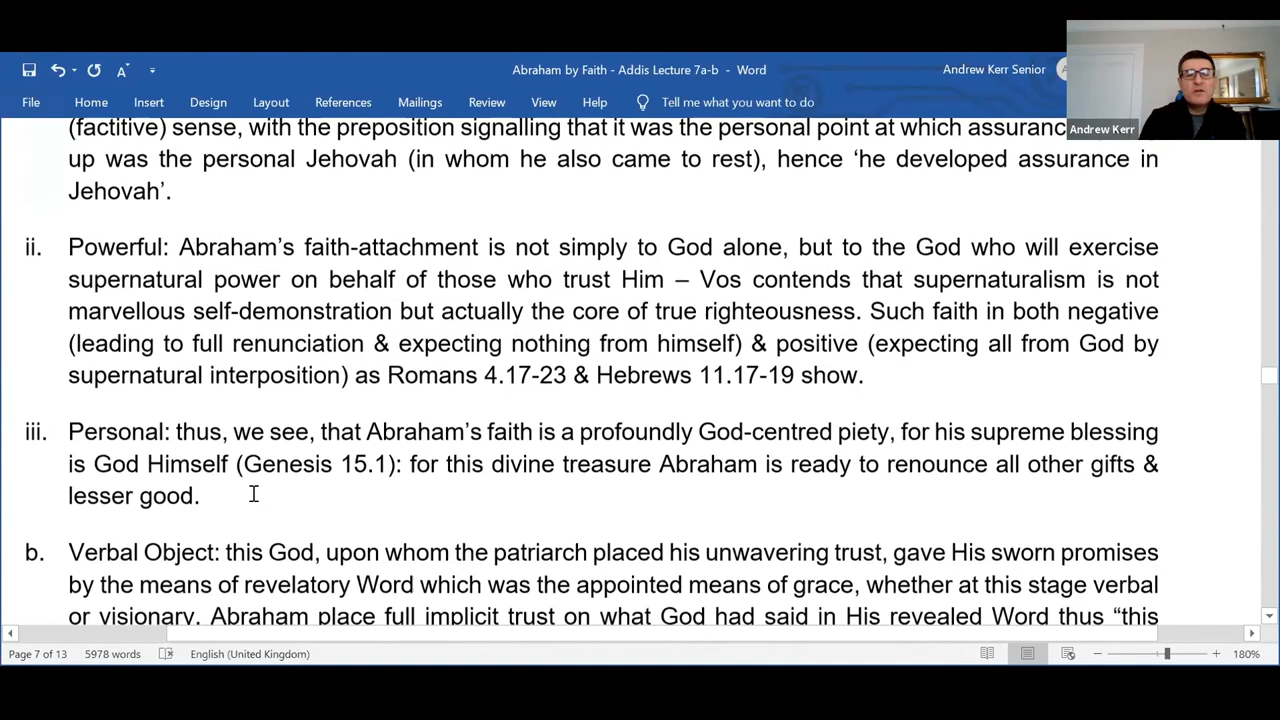 Abraham by Faith - Addis Lecture 7a-b - Word
Andrew Kerr Senior
File Home Insert Design Layout References Mailings Review View Help Tell me what you want to do
Andrew Kerr
(factitive) sense, with the preposition signalling that it was the personal point at which
up was the personal Jehovah (in whom he also came to rest), hence ‘he developed assurance in
Jehovah’.
ii. Powerful: Abraham’s faith-attachment is not simply to God alone, but to the God who will exercise
supernatural power on behalf of those who trust Him – Vos contends that supernaturalism is not
marvellous self-demonstration but actually the core of true righteousness. Such faith in both negative
(leading to full renunciation & expecting nothing from himself) & positive (expecting all from God by
supernatural interposition) as Romans 4.17-23 & Hebrews 11.17-19 show.
iii. Personal: thus, we see, that Abraham’s faith is a profoundly God-centred piety, for his supreme blessing
is God Himself (Genesis 15.1): for this divine treasure Abraham is ready to renounce all other gifts &
lesser good.
b. Verbal Object: this God, upon whom the patriarch placed his unwavering trust, gave His sworn promises
by the means of revelatory Word which was the appointed means of grace, whether at this stage verbal
or visionary. Abraham place full implicit trust on what God had said in His revealed Word thus “this
Page 7 of 13 5978 words English (United Kingdom) 180%